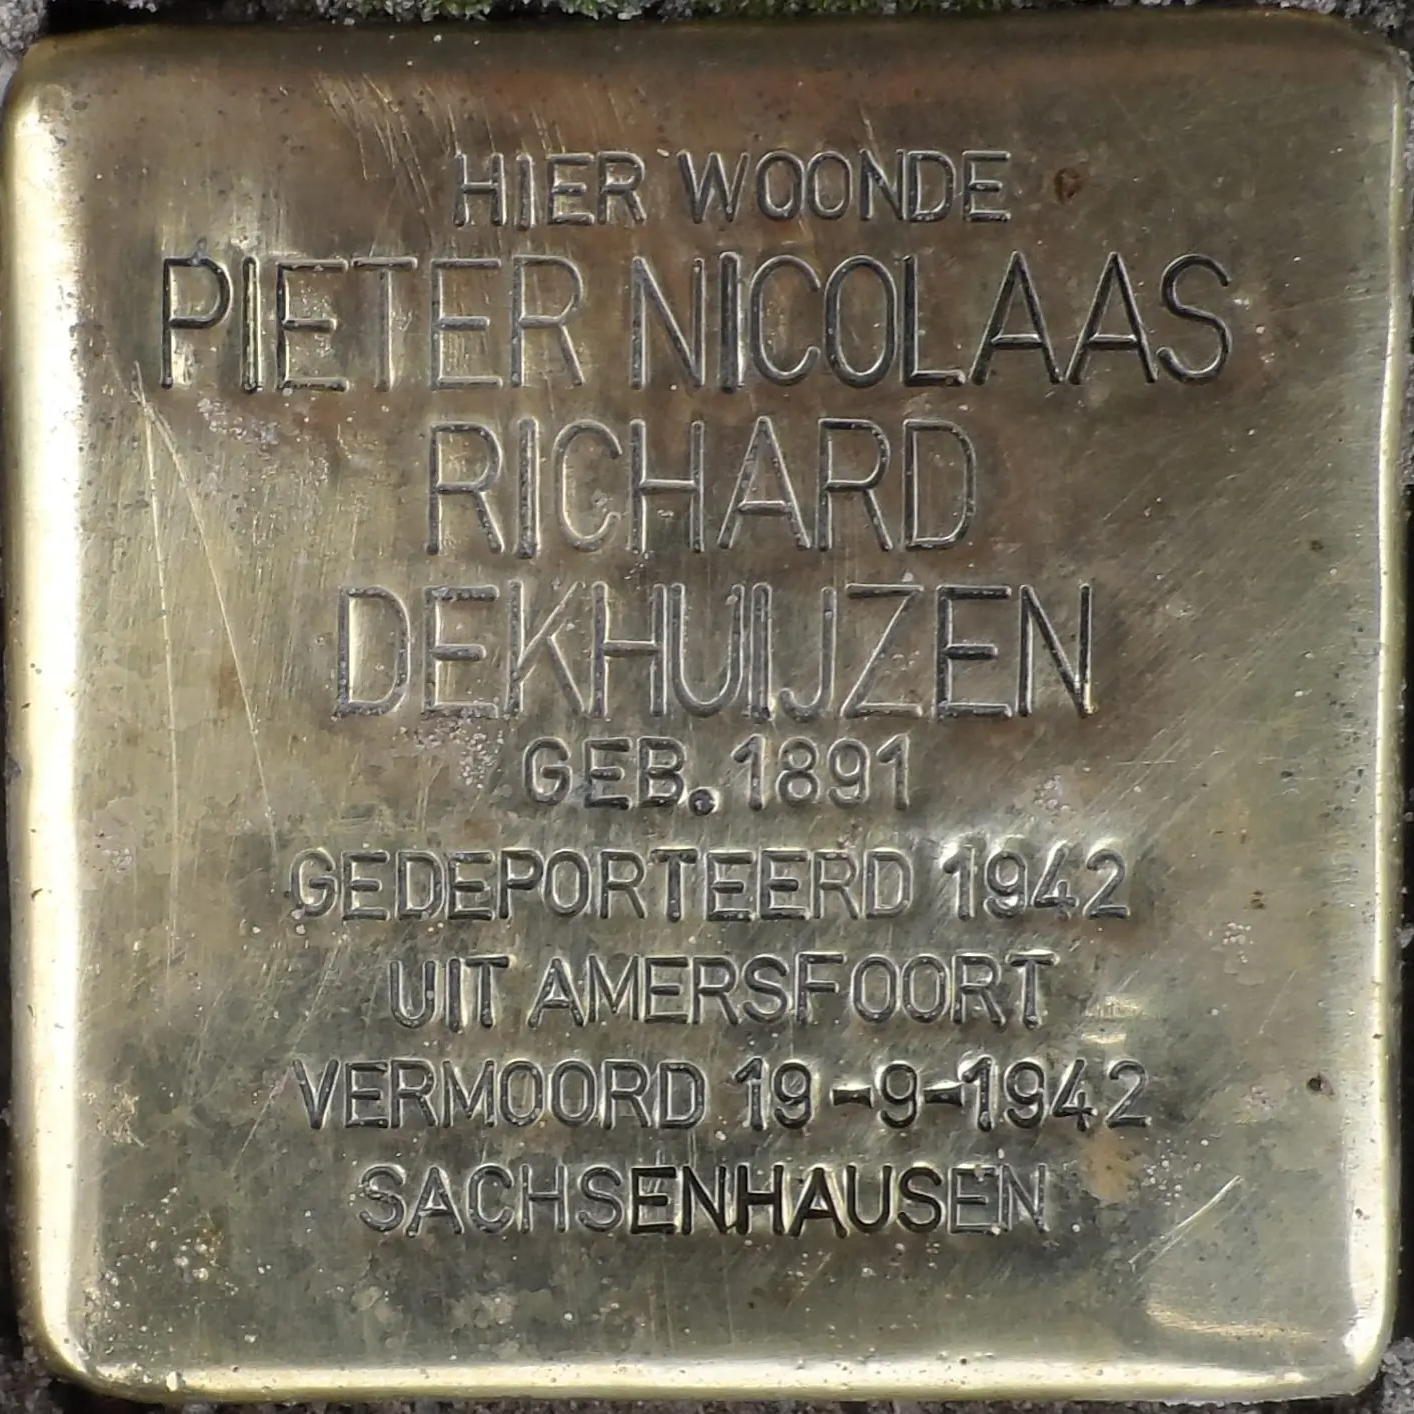 HIER WOONDE
PIETER NICOLAAS
RICHARD
DEKHUIJZEN
GEB. 1891
GEDEPORTEERD 1942
UIT AMERSFOORT
VERMOORD 19-9-1942
SACHSENHAUSEN